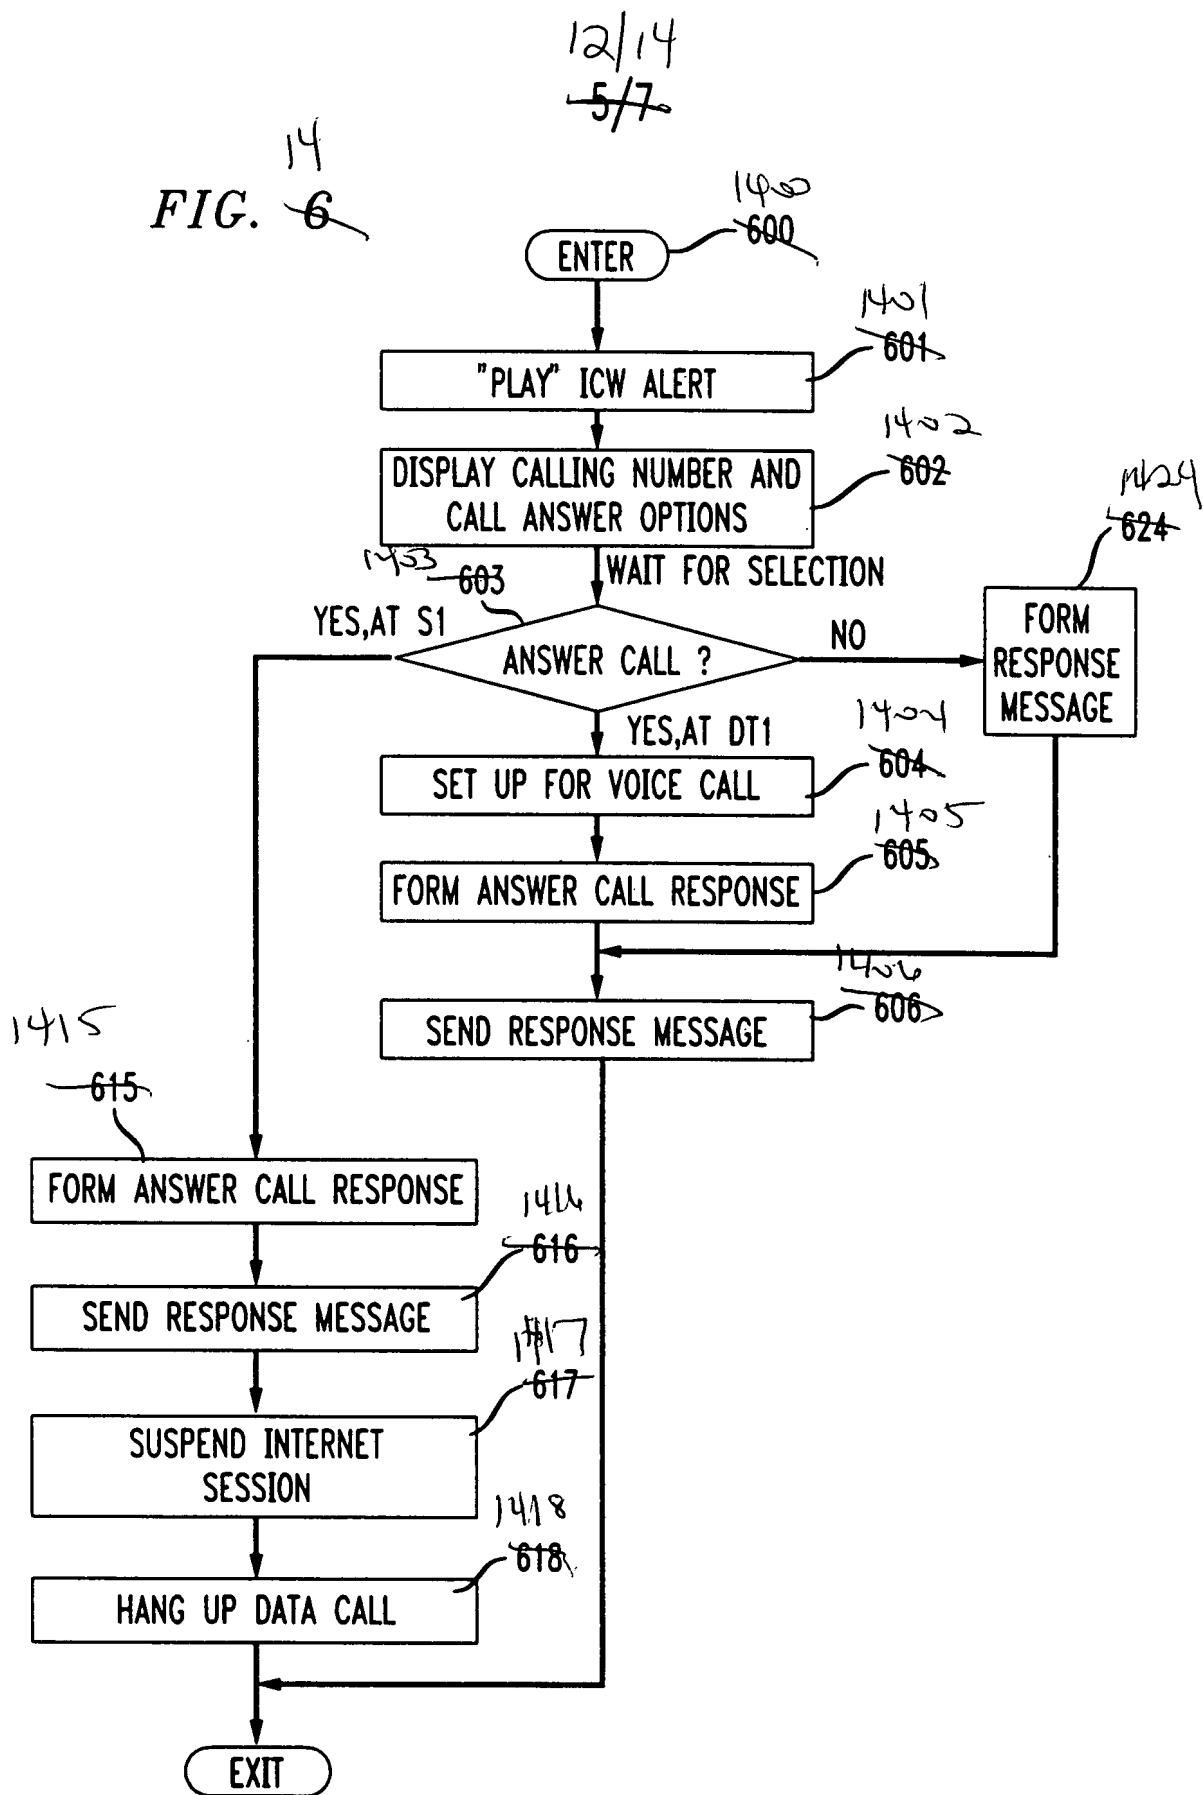 12/14
5/7
14
FIG. 6
1400
600
ENTER
1401
601
"PLAY" ICW ALERT
1402
602
DISPLAY CALLING NUMBER AND
CALL ANSWER OPTIONS
1424
624
1403
603
WAIT FOR SELECTION
FORM
RESPONSE
MESSAGE
YES,AT S1
ANSWER CALL ?
NO
YES,AT DT1
1404
604
SET UP FOR VOICE CALL
1405
605
FORM ANSWER CALL RESPONSE
1406
606
SEND RESPONSE MESSAGE
1415
615
FORM ANSWER CALL RESPONSE
1416
616
SEND RESPONSE MESSAGE
1417
617
SUSPEND INTERNET
SESSION
1418
618
HANG UP DATA CALL
EXIT